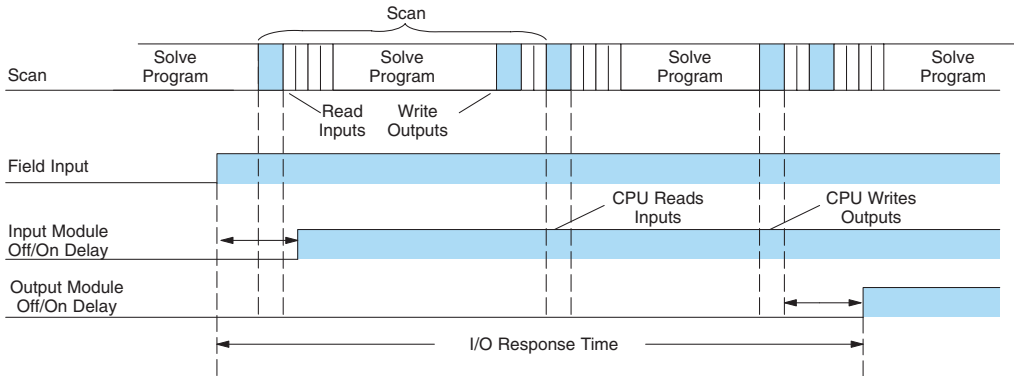 Scan
Solve
Program
Solve
Program
Solve
Program
Solve
Program
Scan
Read
Inputs
Write
Outputs
Field Input
CPU Reads
Inputs
CPU Writes
Outputs
Input Module
Off/On Delay
Output Module
Off/On Delay
I/O Response Time